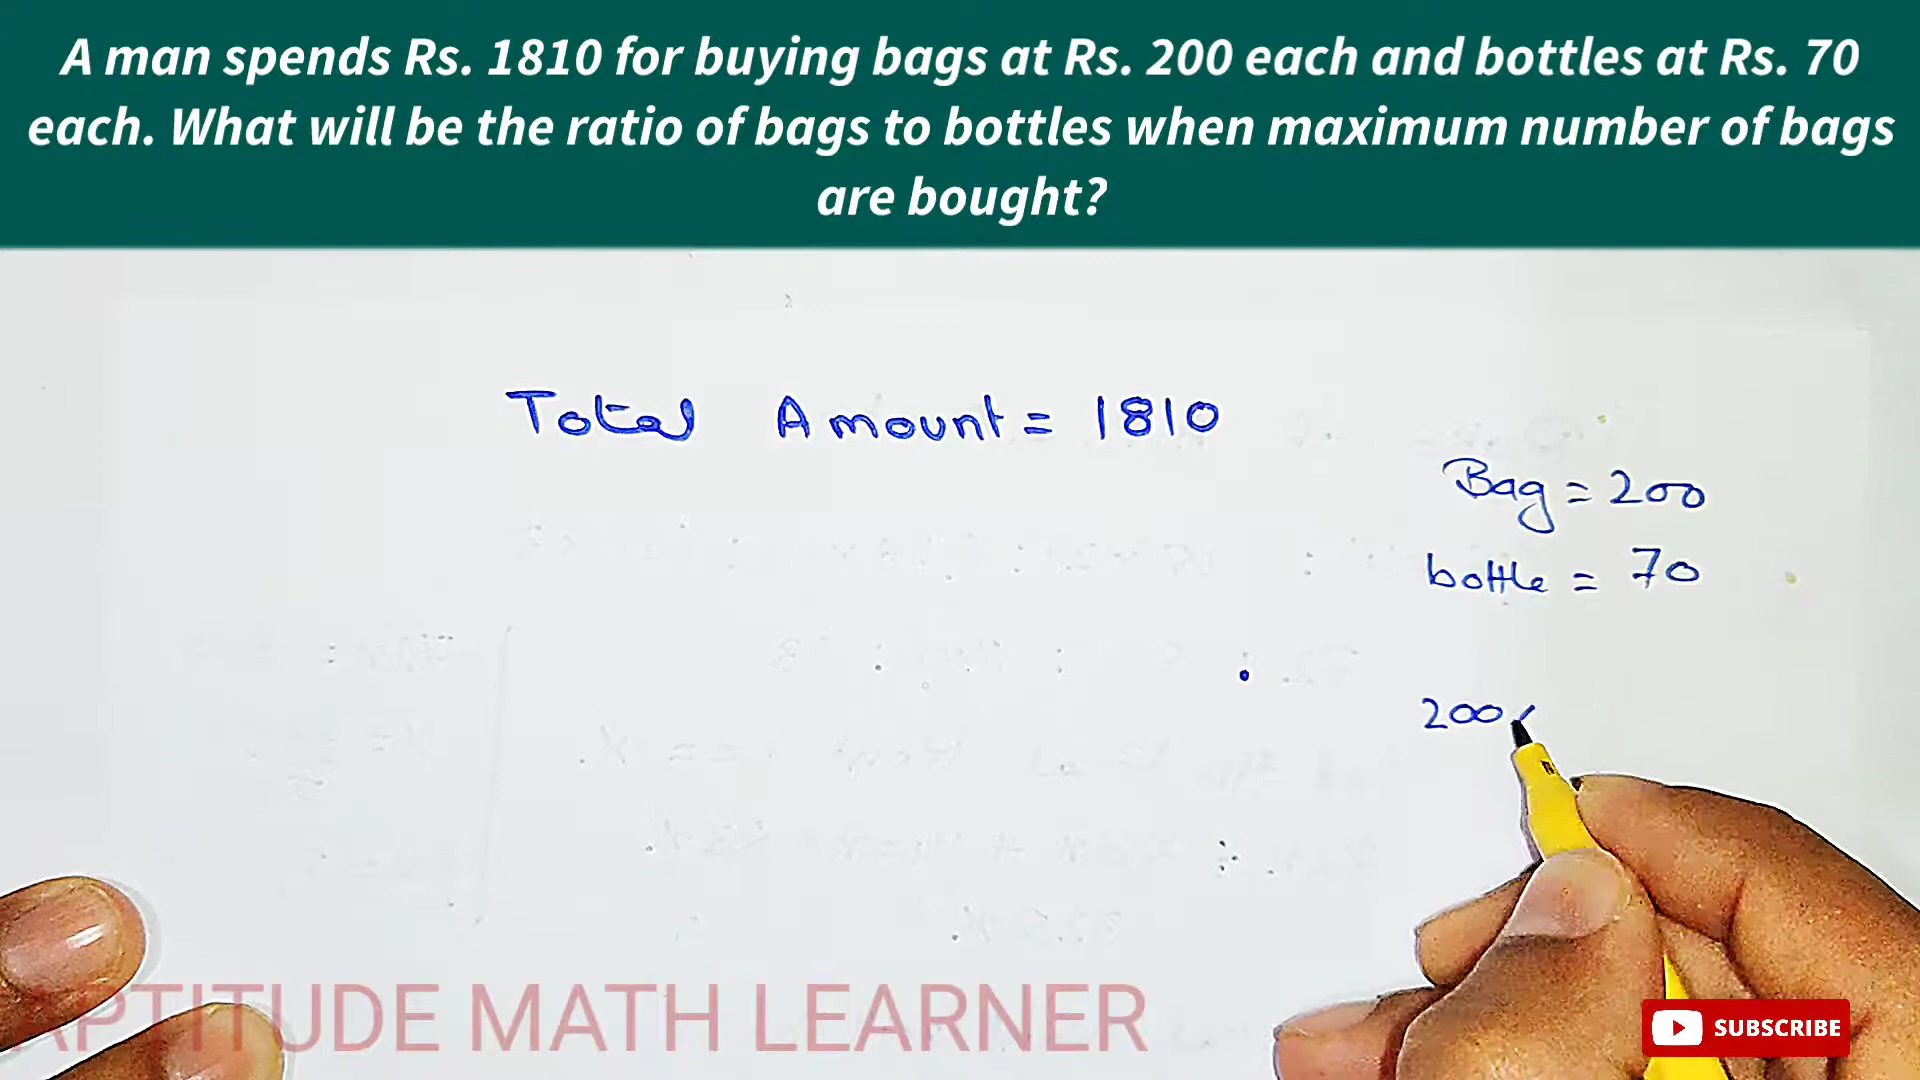 A man spends Rs. 1810 for buying bags at Rs. 200 each and bottles at Rs. 70
each. What will be the ratio of bags to bottles when maximum number of bags
are bought?
Total Amount = 1810
Bag = 200
bottle = 70
200
APTITUDE MATH LEARNER
SUBSCRIBE